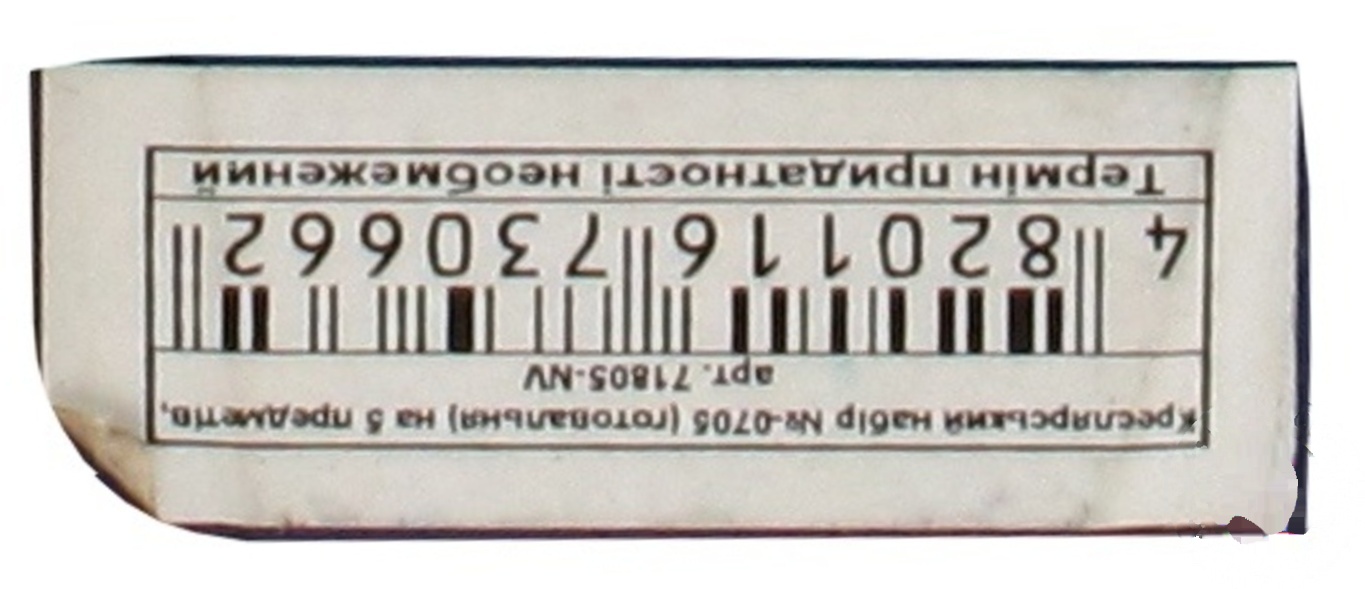 Креслярський набір №-0705 (готовальня) на 5 предметів,
арт. 71805-NV
4 820116 730662
Термін придатності необмежений